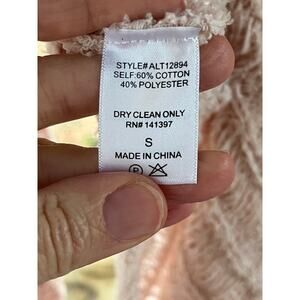 STYLE# ALT12894
SELF:60% COTTON
40% POLYESTER
DRY CLEAN ONLY
RN# 141397
S
MADE IN CHINA
P